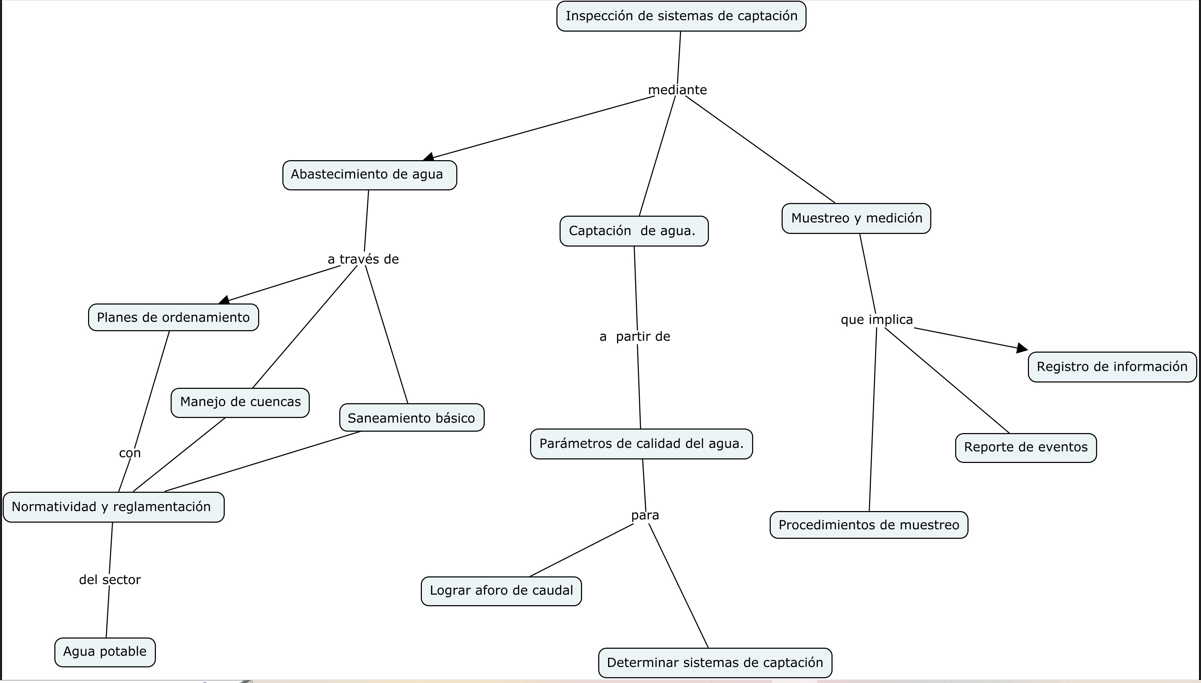 Inspección de sistemas de captación
mediante
Abastecimiento de agua
Captación  de agua.
Muestreo y medición
a través de
Planes de ordenamiento
a  partir de
que implica
Registro de información
Manejo de cuencas
Saneamiento básico
Parámetros de calidad del agua.
Reporte de eventos
con
Normatividad y reglamentación
para
Procedimientos de muestreo
del sector
Lograr aforo de caudal
Agua potable
Determinar sistemas de captación